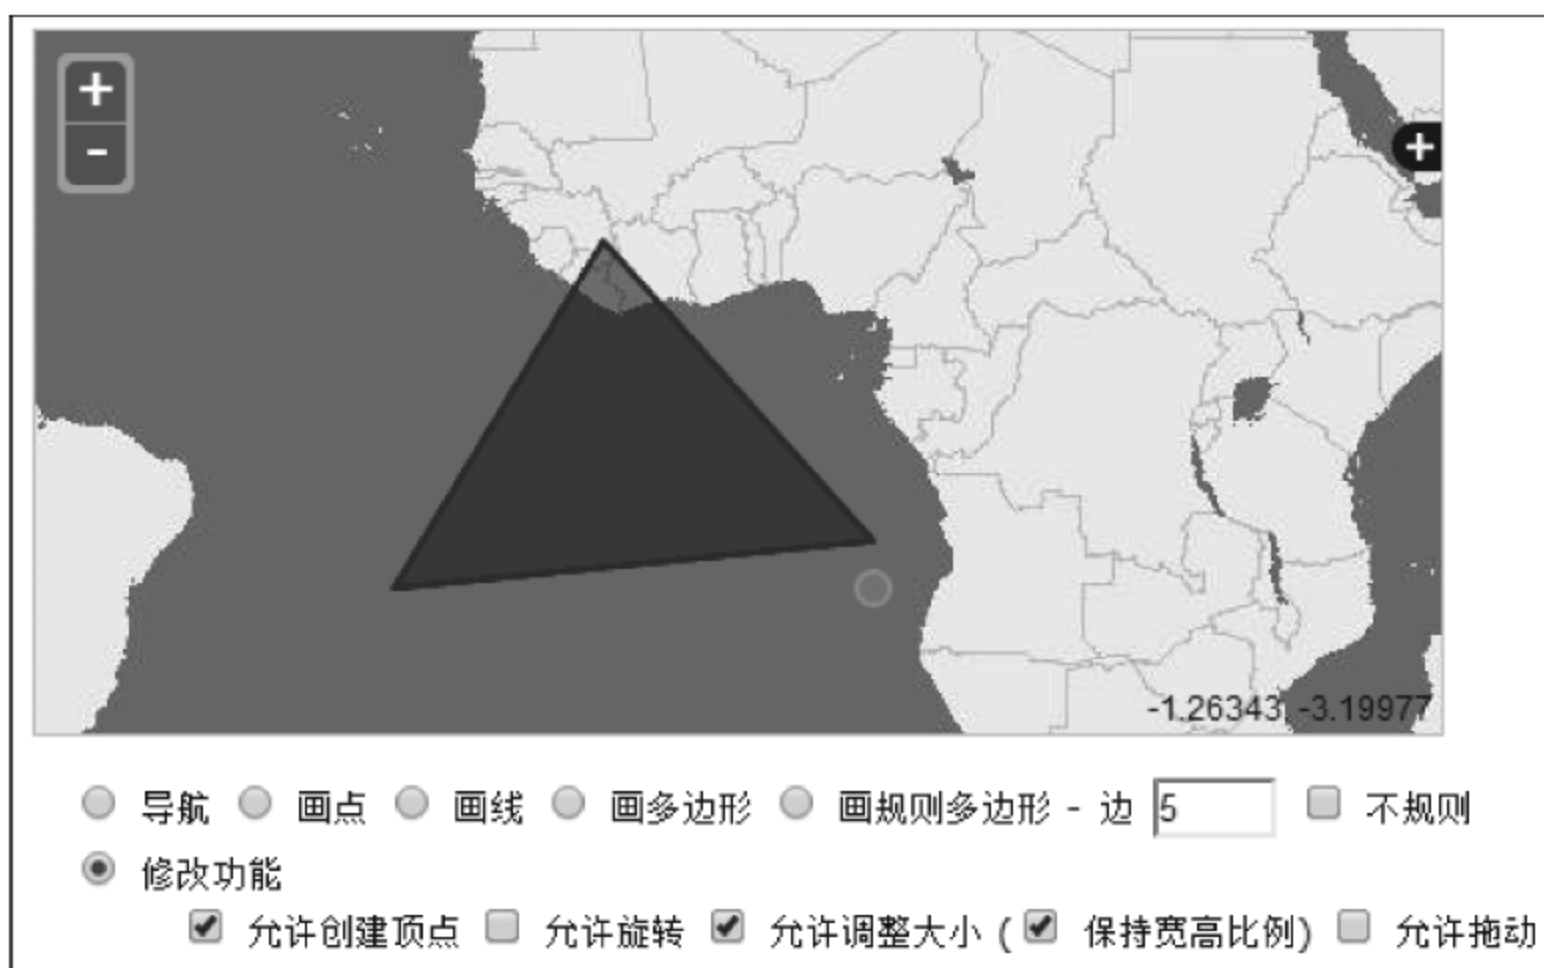 +
-
+
-1.26343, -3.19977
导航 画点 画线 画多边形 画规则多边形 - 边 5 不规则
修改功能
允许创建顶点 允许旋转 允许调整大小 ( 保持宽高比例) 允许拖动